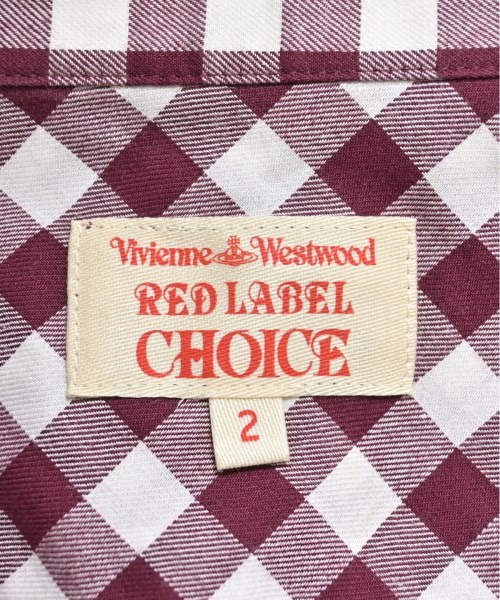 Vivienne Westwood
RED LABEL
CHOICE
2